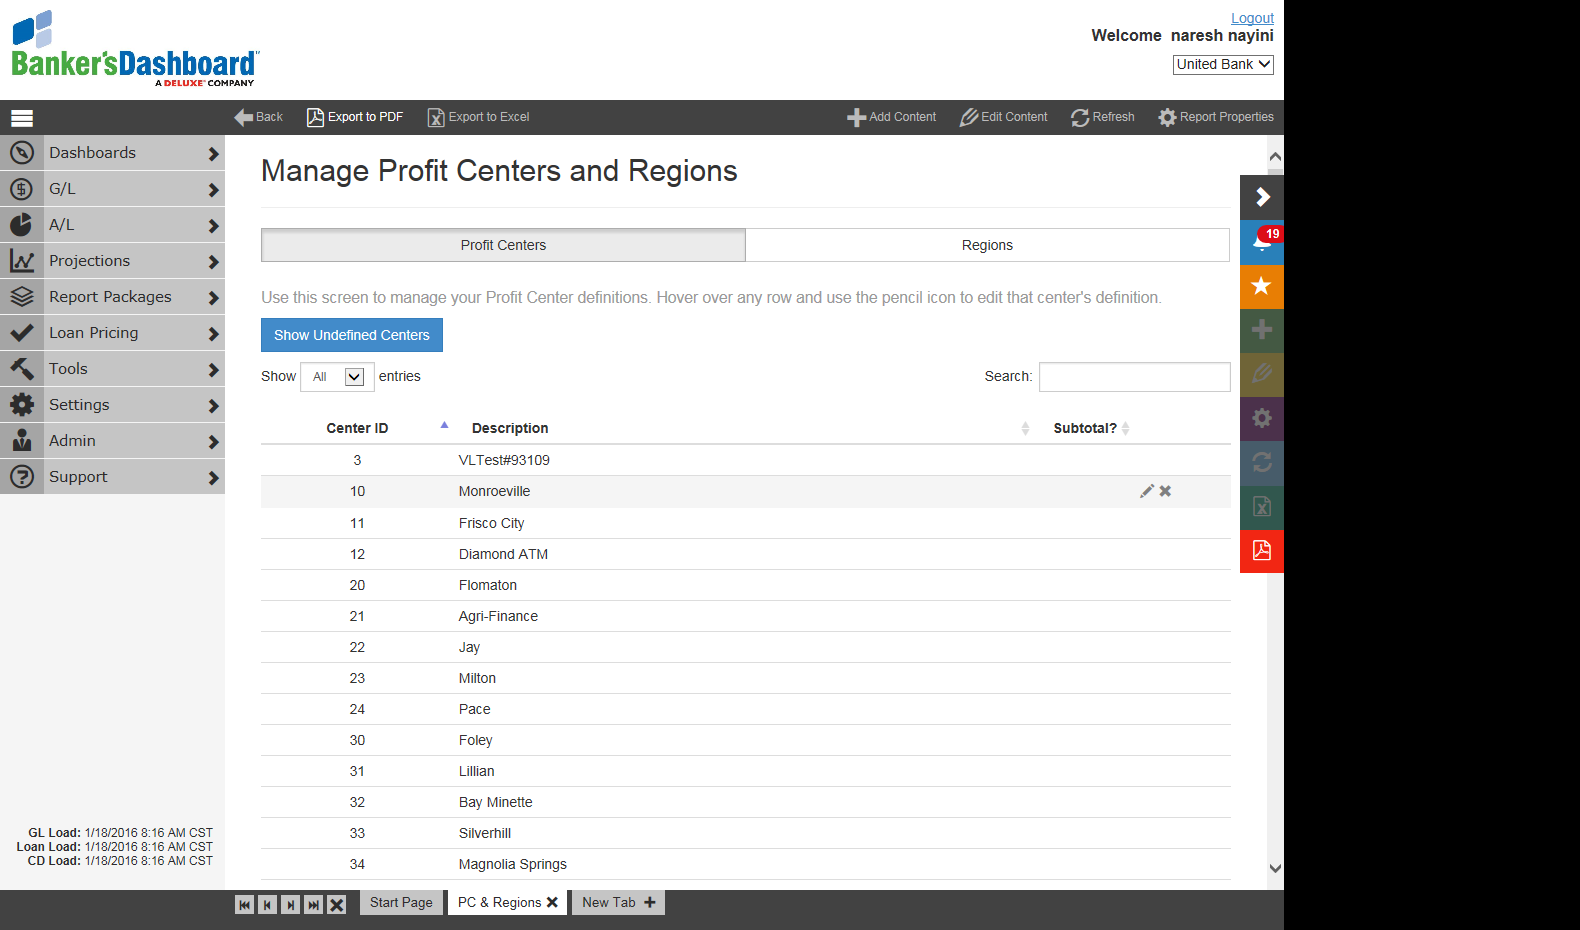 Logout
Welcome naresh nayini
United Bank
Banker'sDashboard
A DELUXE COMPANY
Back
Export to PDF
Export to Excel
Add Content
Edit Content
Refresh
Report Properties
Dashboards
G/L
A/L
Projections
Report Packages
Loan Pricing
Tools
Settings
Admin
Support
GL Load: 1/18/2016 8:16 AM CST
Loan Load: 1/18/2016 8:16 AM CST
CD Load: 1/18/2016 8:16 AM CST
Manage Profit Centers and Regions
Profit Centers
Regions
Use this screen to manage your Profit Center definitions. Hover over any row and use the pencil icon to edit that center's definition.
Show Undefined Centers
Show All entries
Search:
Center ID Description Subtotal?
3 VLTest#93109
10 Monroeville
11 Frisco City
12 Diamond ATM
20 Flomaton
21 Agri-Finance
22 Jay
23 Milton
24 Pace
30 Foley
31 Lillian
32 Bay Minette
33 Silverhill
34 Magnolia Springs
19
Start Page
PC & Regions
New Tab